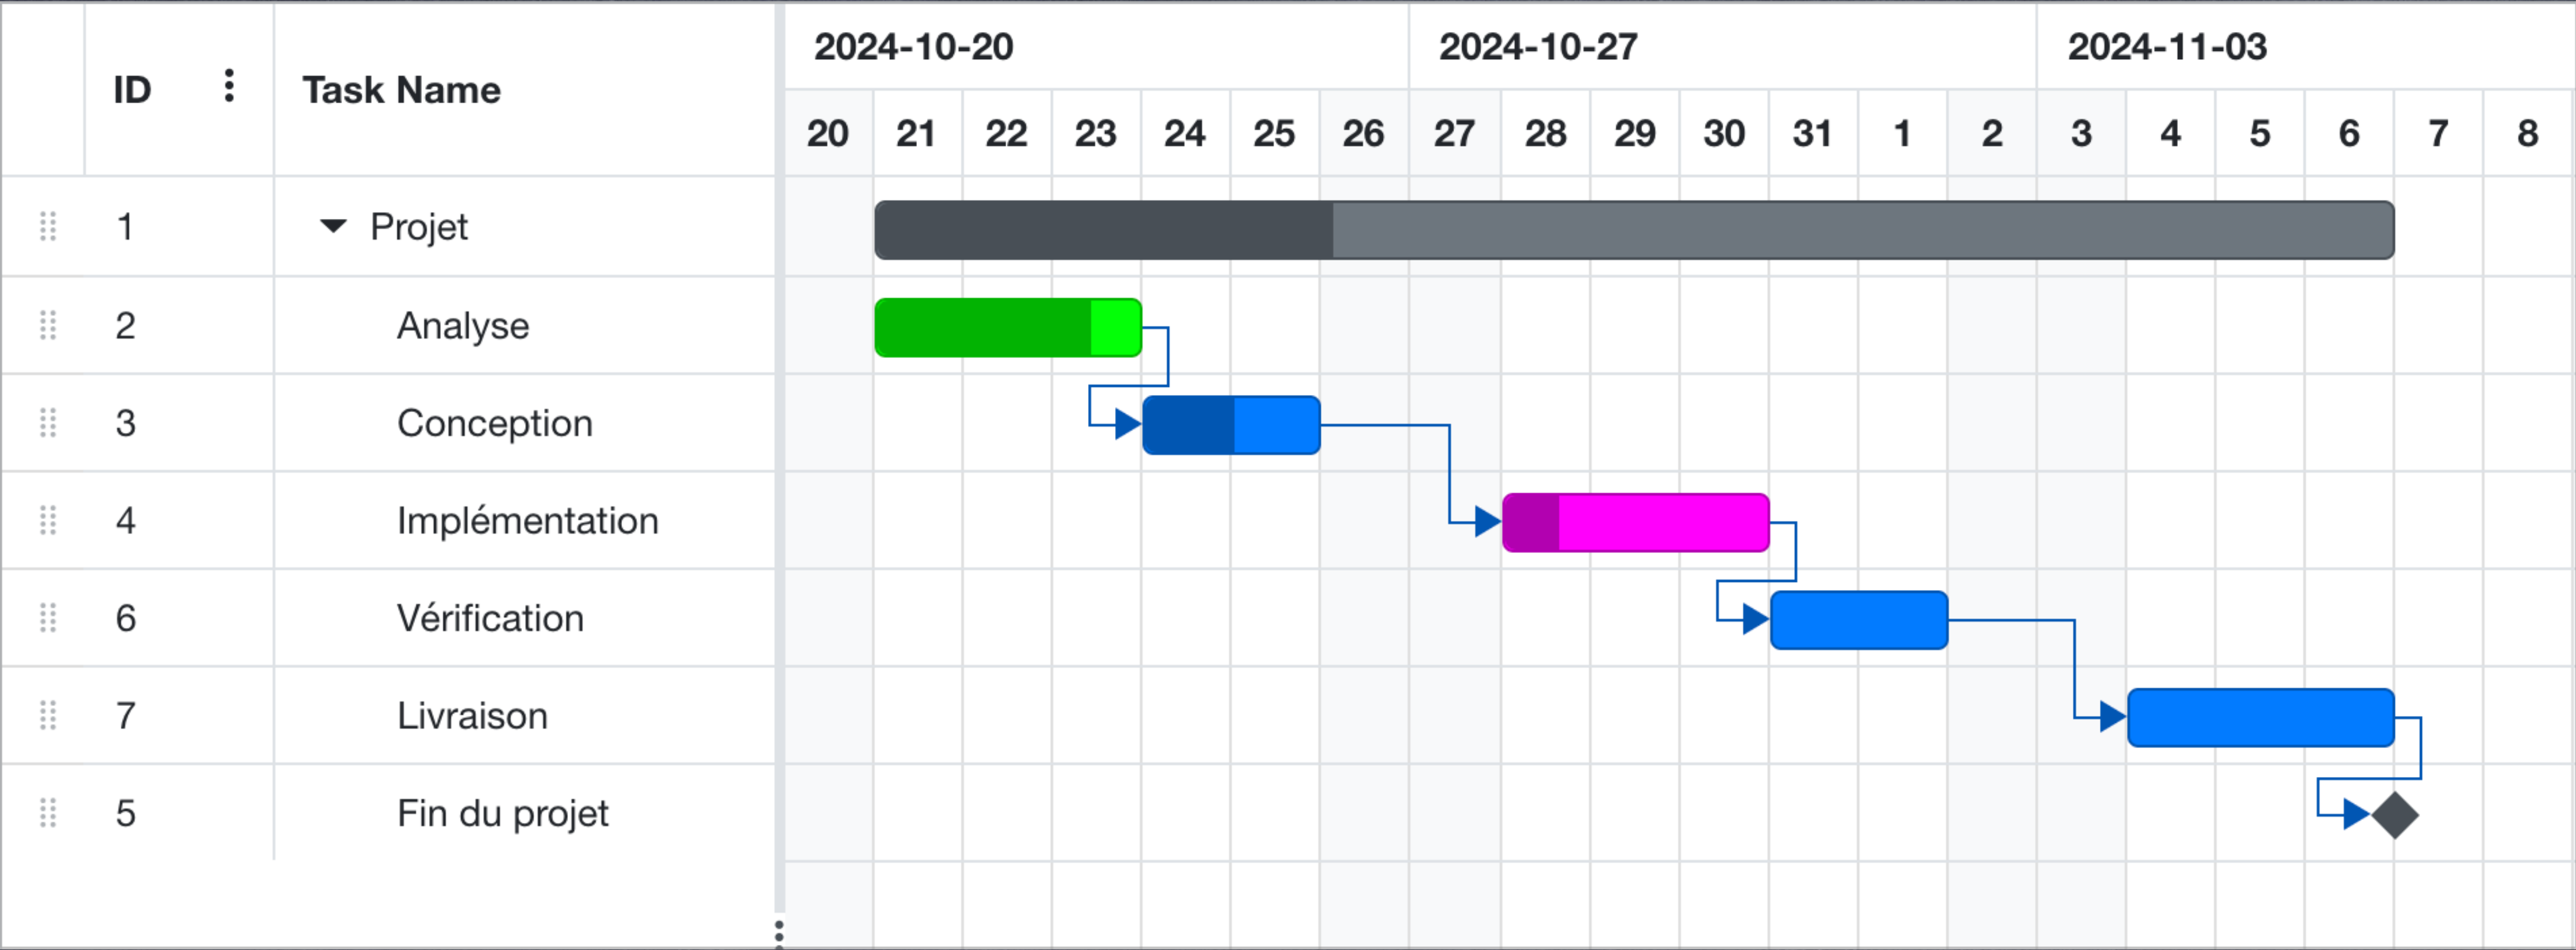 ID Task Name
2024-10-20 2024-10-27 2024-11-03
20 21 22 23 24 25 26 27 28 29 30 31 1 2 3 4 5 6 7 8
1 Projet
2 Analyse
3 Conception
4 Implémentation
6 Vérification
7 Livraison
5 Fin du projet